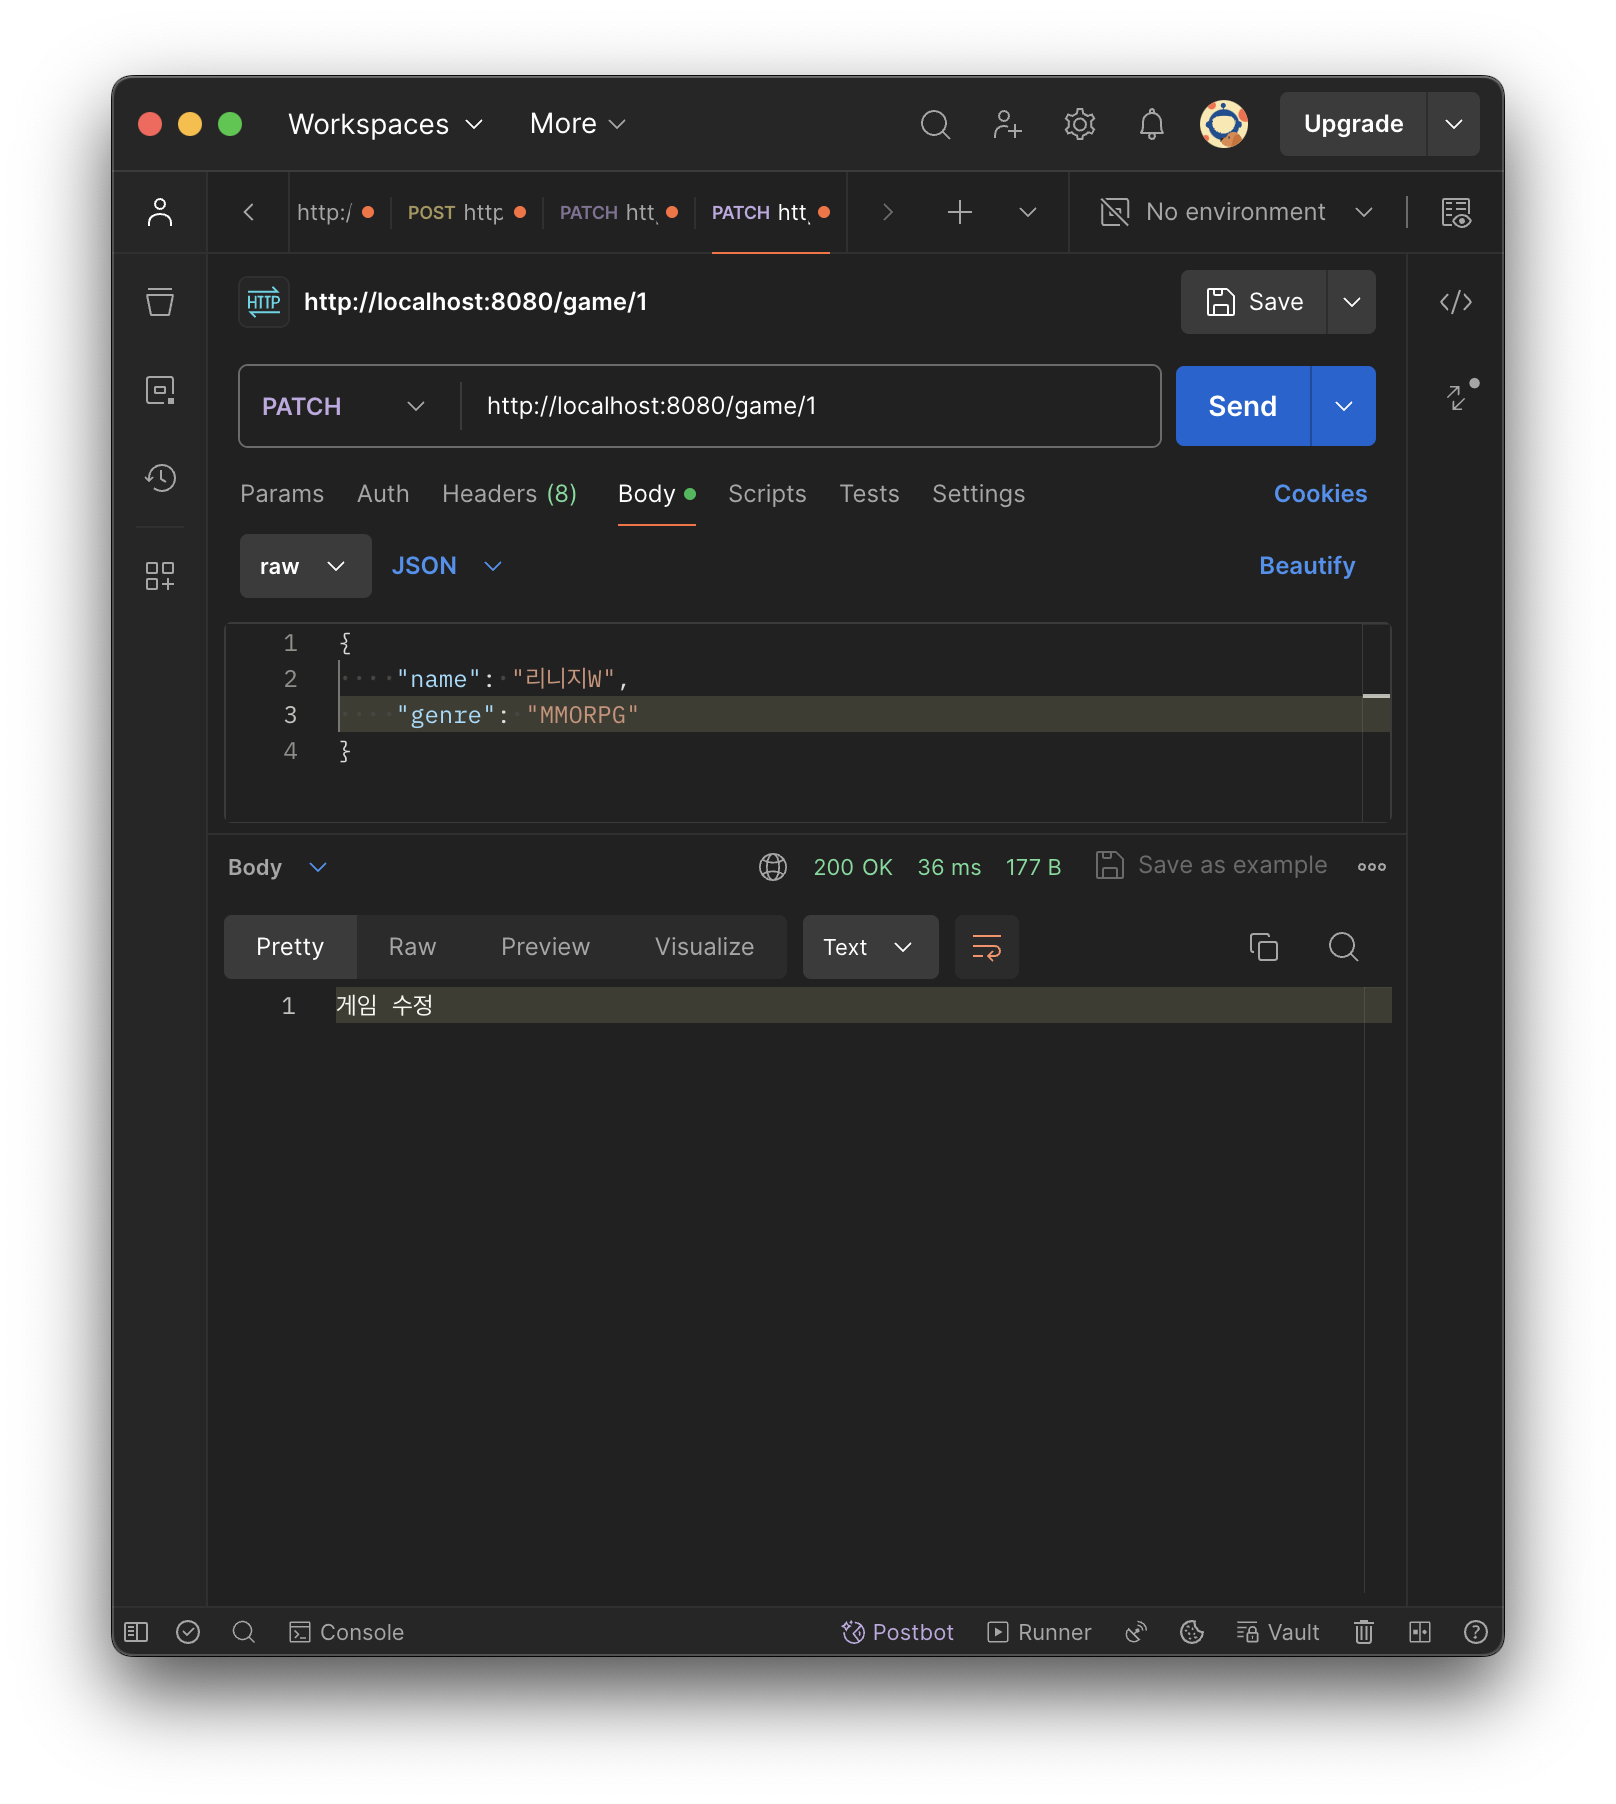 Workspaces More Upgrade
http:/ POST http PATCH htt PATCH htt No environment
HTTP http://localhost:8080/game/1 Save
PATCH http://localhost:8080/game/1 Send
Params Auth Headers (8) Body Scripts Tests Settings Cookies
raw JSON Beautify
1 {
2 "name": "리니지W",
3 "genre": "MMORPG"
4 }
Body 200 OK 36 ms 177 B Save as example
Pretty Raw Preview Visualize Text
1 게임 수정
Console Postbot Runner Vault